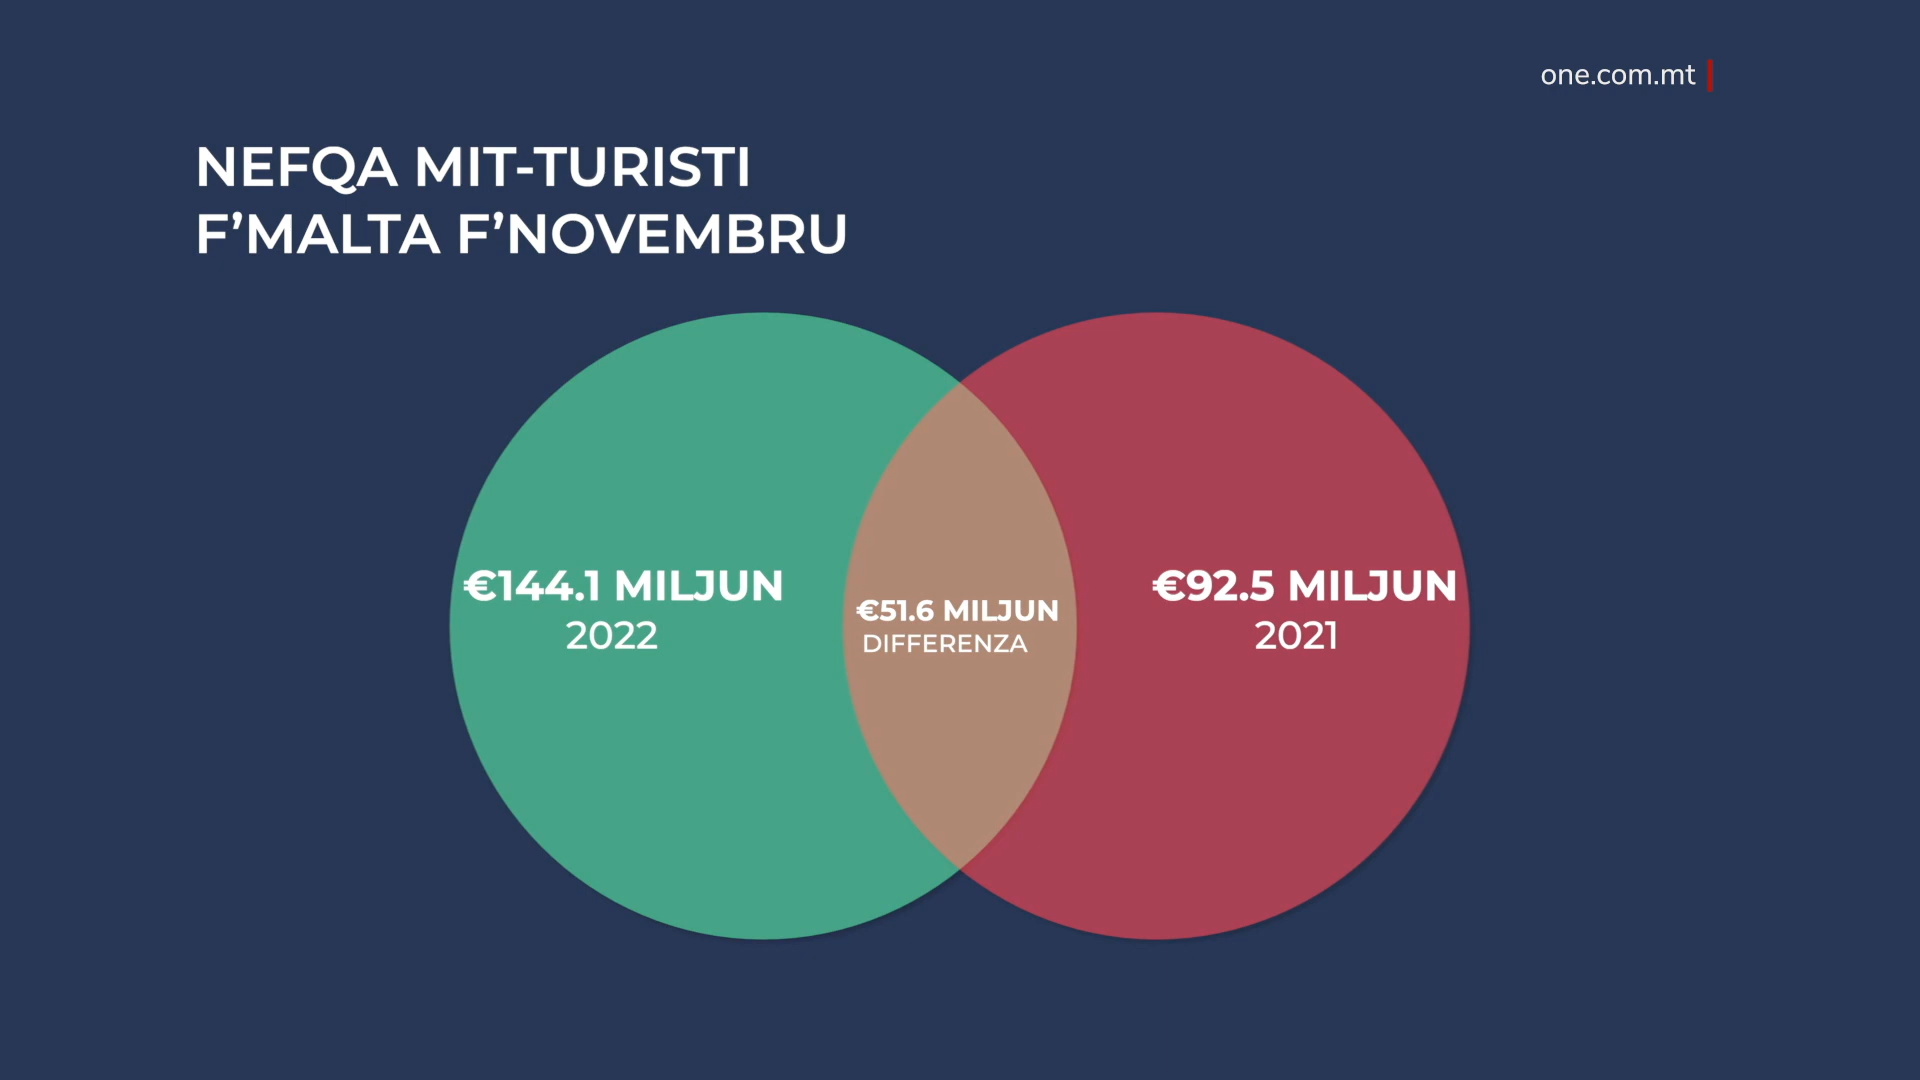 one.com.mt
NEFQA MIT-TURISTI
F’MALTA F’NOVEMBRU
€144.1 MILJUN
2022
€51.6 MILJUN
DIFFERENZA
€92.5 MILJUN
2021